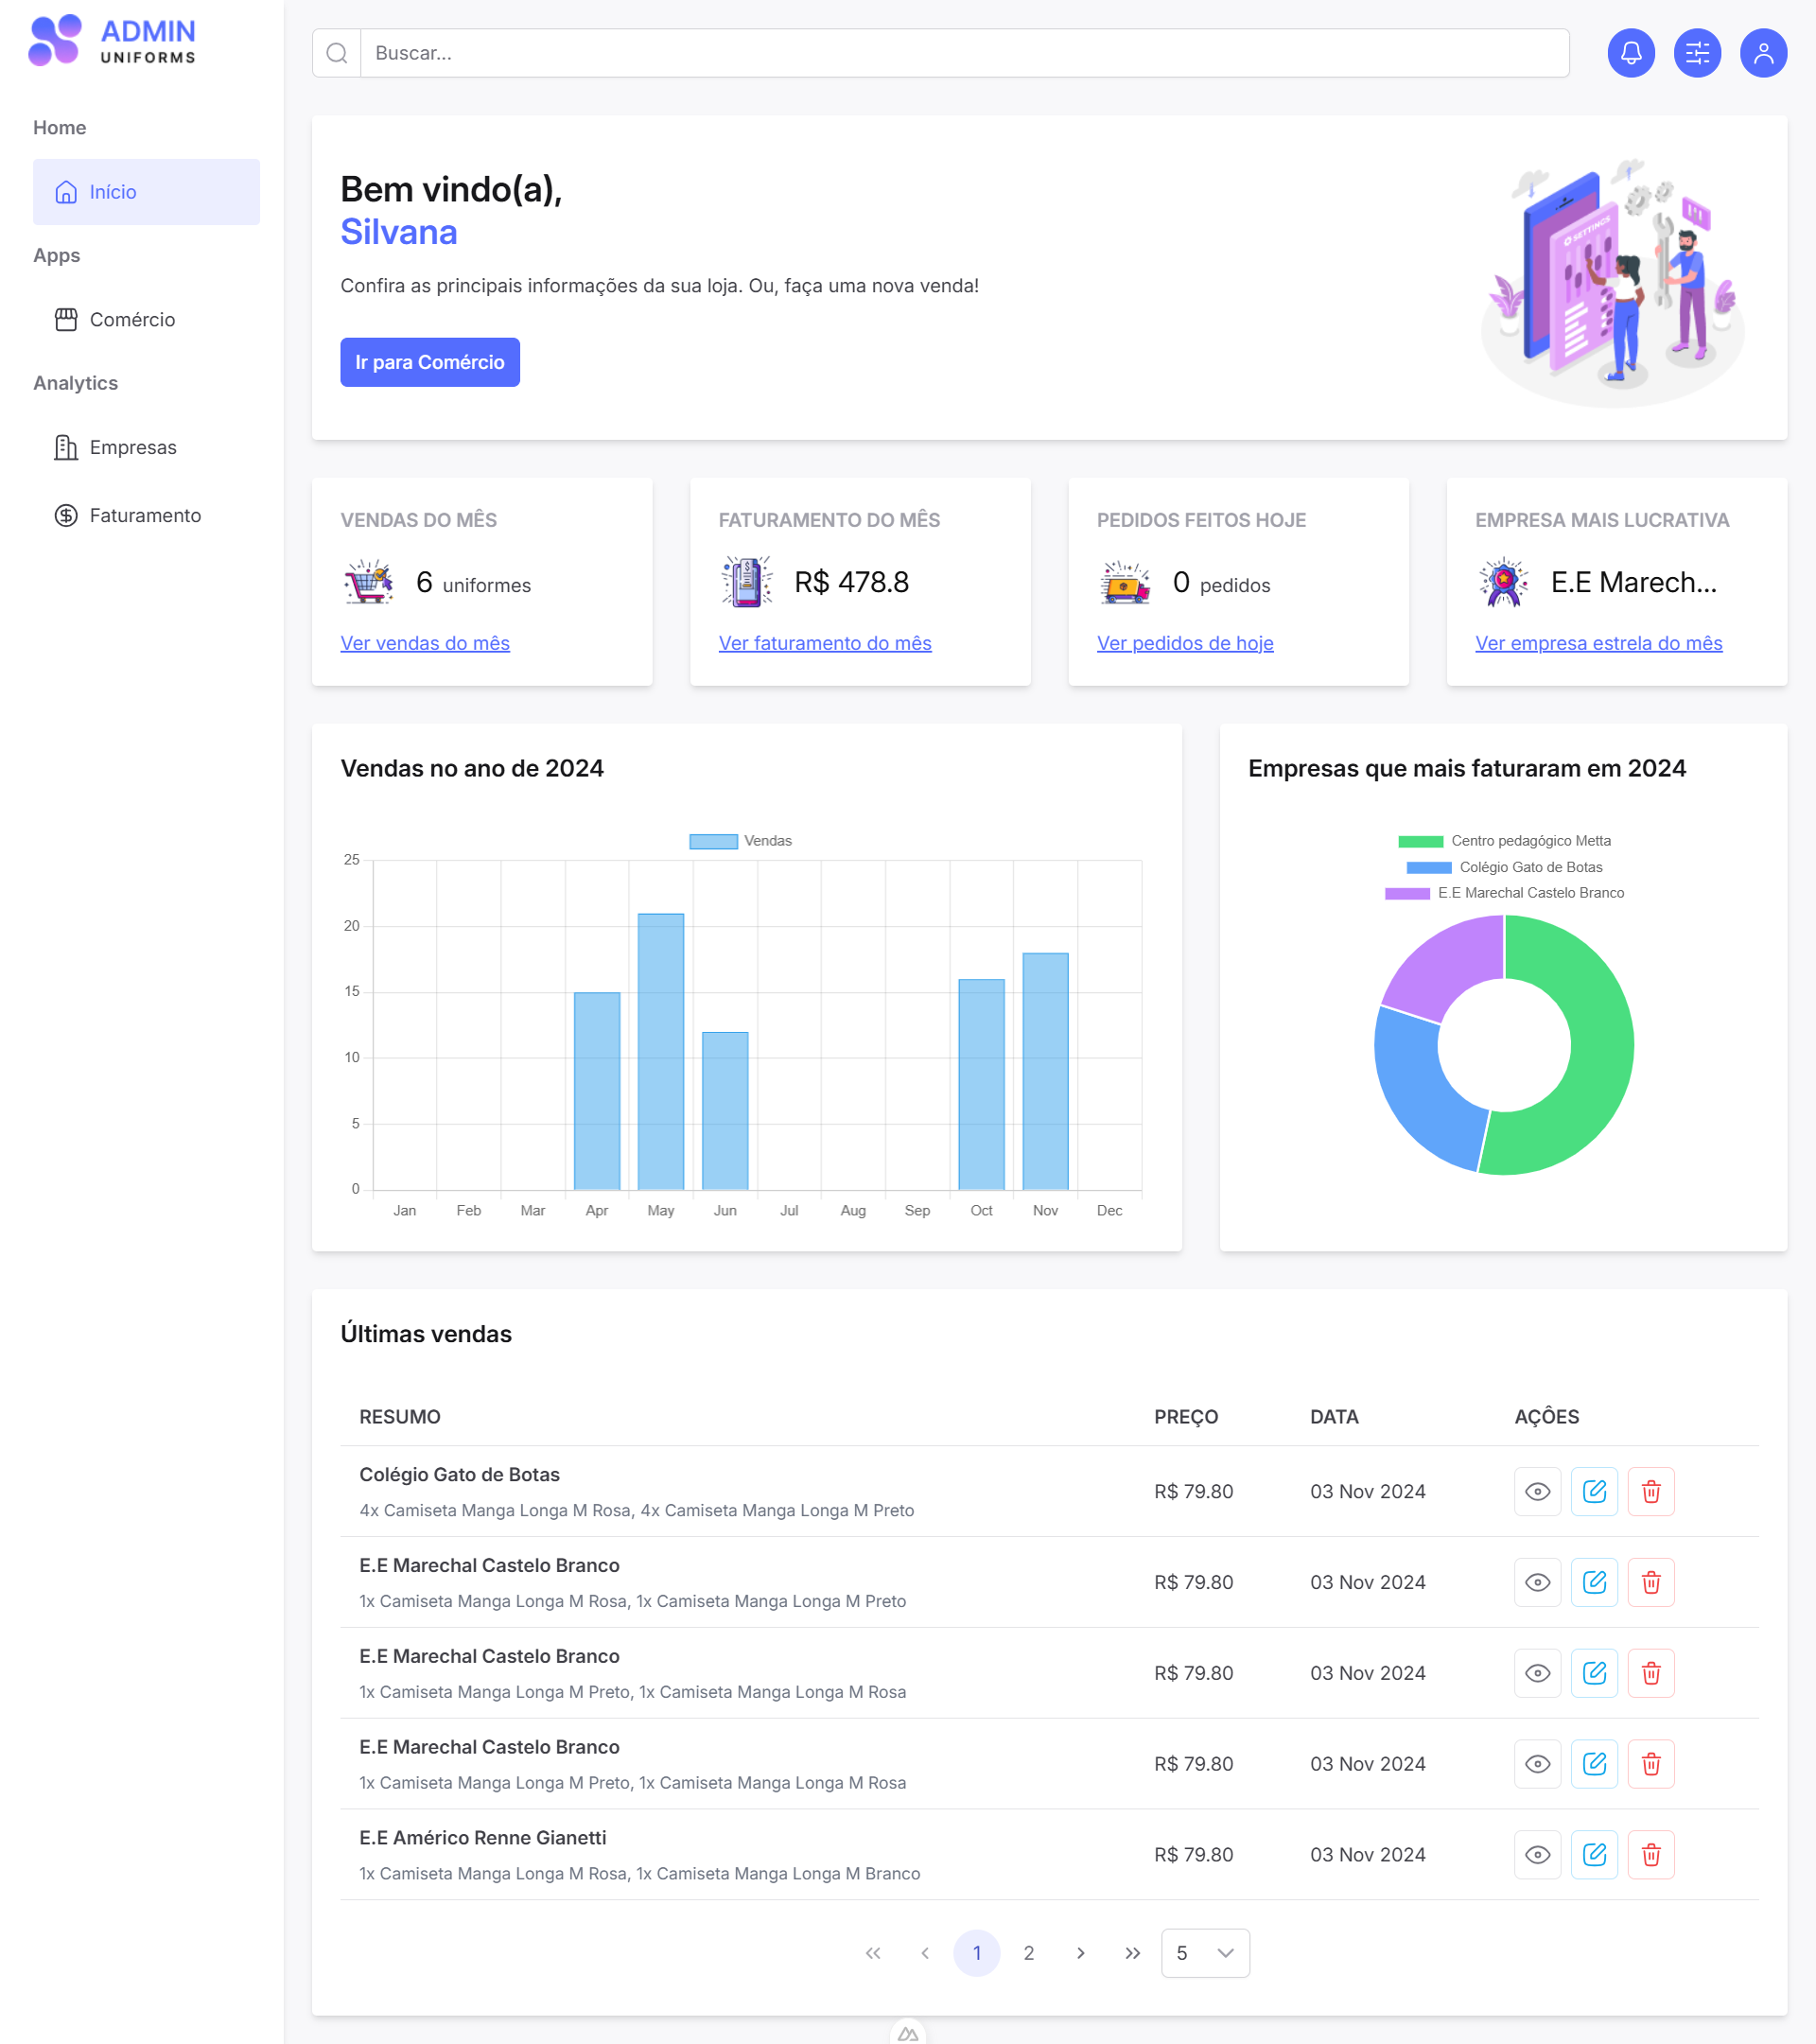 ADMIN
UNIFORMS
Buscar...
Home
Início
Apps
Comércio
Analytics
Empresas
Faturamento
Bem vindo(a),
Silvana
Confira as principais informações da sua loja. Ou, faça uma nova venda!
Ir para Comércio
SETTINGS
VENDAS DO MÊS
6 uniformes
Ver vendas do mês
FATURAMENTO DO MÊS
R$ 478.8
Ver faturamento do mês
PEDIDOS FEITOS HOJE
0 pedidos
Ver pedidos de hoje
EMPRESA MAIS LUCRATIVA
E.E Marech...
Ver empresa estrela do mês
Vendas no ano de 2024
Vendas
25
20
15
10
5
0
Jan Feb Mar Apr May Jun Jul Aug Sep Oct Nov Dec
Empresas que mais faturaram em 2024
Centro pedagógico Metta
Colégio Gato de Botas
E.E Marechal Castelo Branco
Últimas vendas
RESUMO PREÇO DATA AÇÕES
Colégio Gato de Botas
4x Camiseta Manga Longa M Rosa, 4x Camiseta Manga Longa M Preto
R$ 79.80 03 Nov 2024
E.E Marechal Castelo Branco
1x Camiseta Manga Longa M Rosa, 1x Camiseta Manga Longa M Preto
R$ 79.80 03 Nov 2024
E.E Marechal Castelo Branco
1x Camiseta Manga Longa M Preto, 1x Camiseta Manga Longa M Rosa
R$ 79.80 03 Nov 2024
E.E Marechal Castelo Branco
1x Camiseta Manga Longa M Preto, 1x Camiseta Manga Longa M Rosa
R$ 79.80 03 Nov 2024
E.E Américo Renne Gianetti
1x Camiseta Manga Longa M Rosa, 1x Camiseta Manga Longa M Branco
R$ 79.80 03 Nov 2024
« ‹ 1 2 › » 5